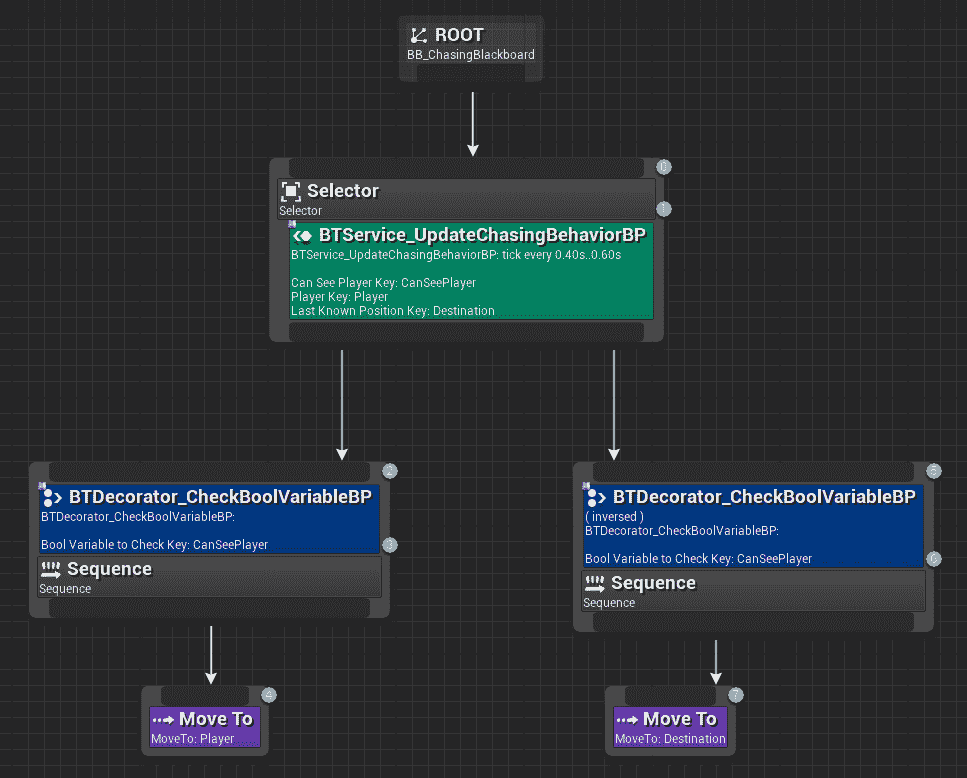 ROOT
BB_ChasingBlackboard
0
Selector
Selector
1
BTService_UpdateChasingBehaviorBP
BTService_UpdateChasingBehaviorBP: tick every 0.40s..0.60s
Can See Player Key: CanSeePlayer
Player Key: Player
Last Known Position Key: Destination
2
BTDecorator_CheckBoolVariableBP
BTDecorator_CheckBoolVariableBP:
Bool Variable to Check Key: CanSeePlayer
3
Sequence
Sequence
4
Move To
MoveTo: Player
5
BTDecorator_CheckBoolVariableBP
( inversed )
BTDecorator_CheckBoolVariableBP:
Bool Variable to Check Key: CanSeePlayer
6
Sequence
Sequence
7
Move To
MoveTo: Destination